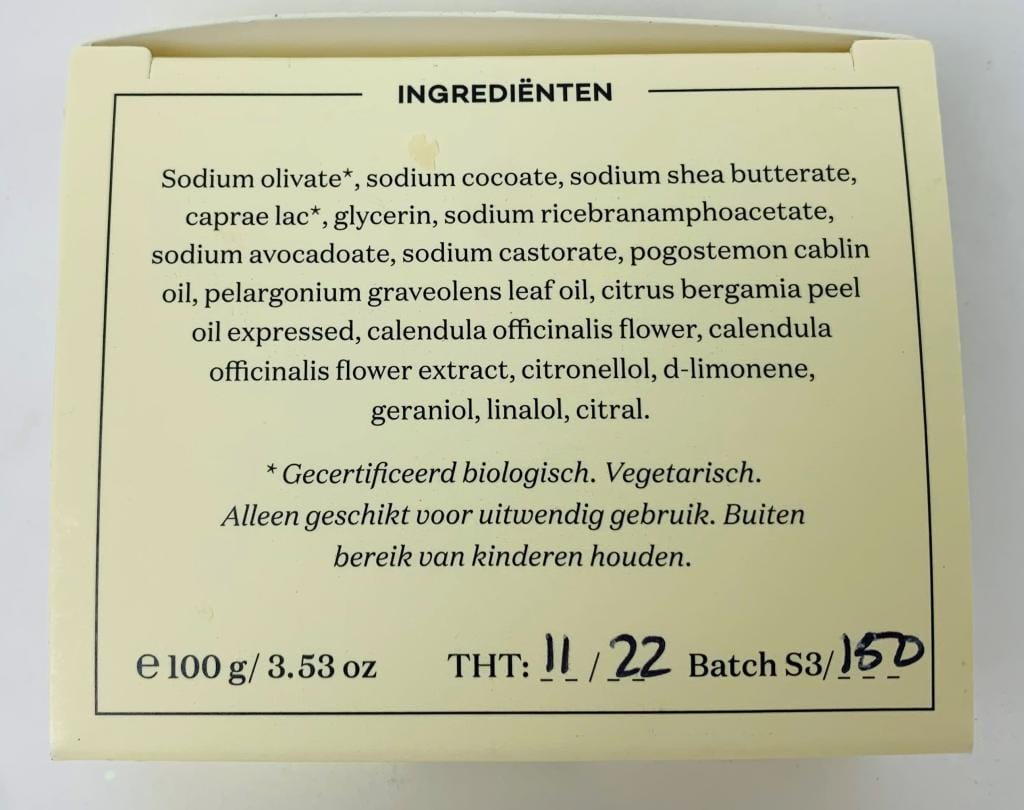 INGREDIËNTEN
Sodium olivate*, sodium cocoate, sodium shea butterate,
caprae lac*, glycerin, sodium ricebranamphoacetate,
sodium avocadoate, sodium castorate, pogostemon cablin
oil, pelargonium graveolens leaf oil, citrus bergamia peel
oil expressed, calendula officinalis flower, calendula
officinalis flower extract, citronellol, d-limonene,
geraniol, linalol, citral.
* Gecertificeerd biologisch. Vegetarisch.
Alleen geschikt voor uitwendig gebruik. Buiten
bereik van kinderen houden.
℮ 100 g/ 3.53 oz THT: 11 / 22 Batch S3/150